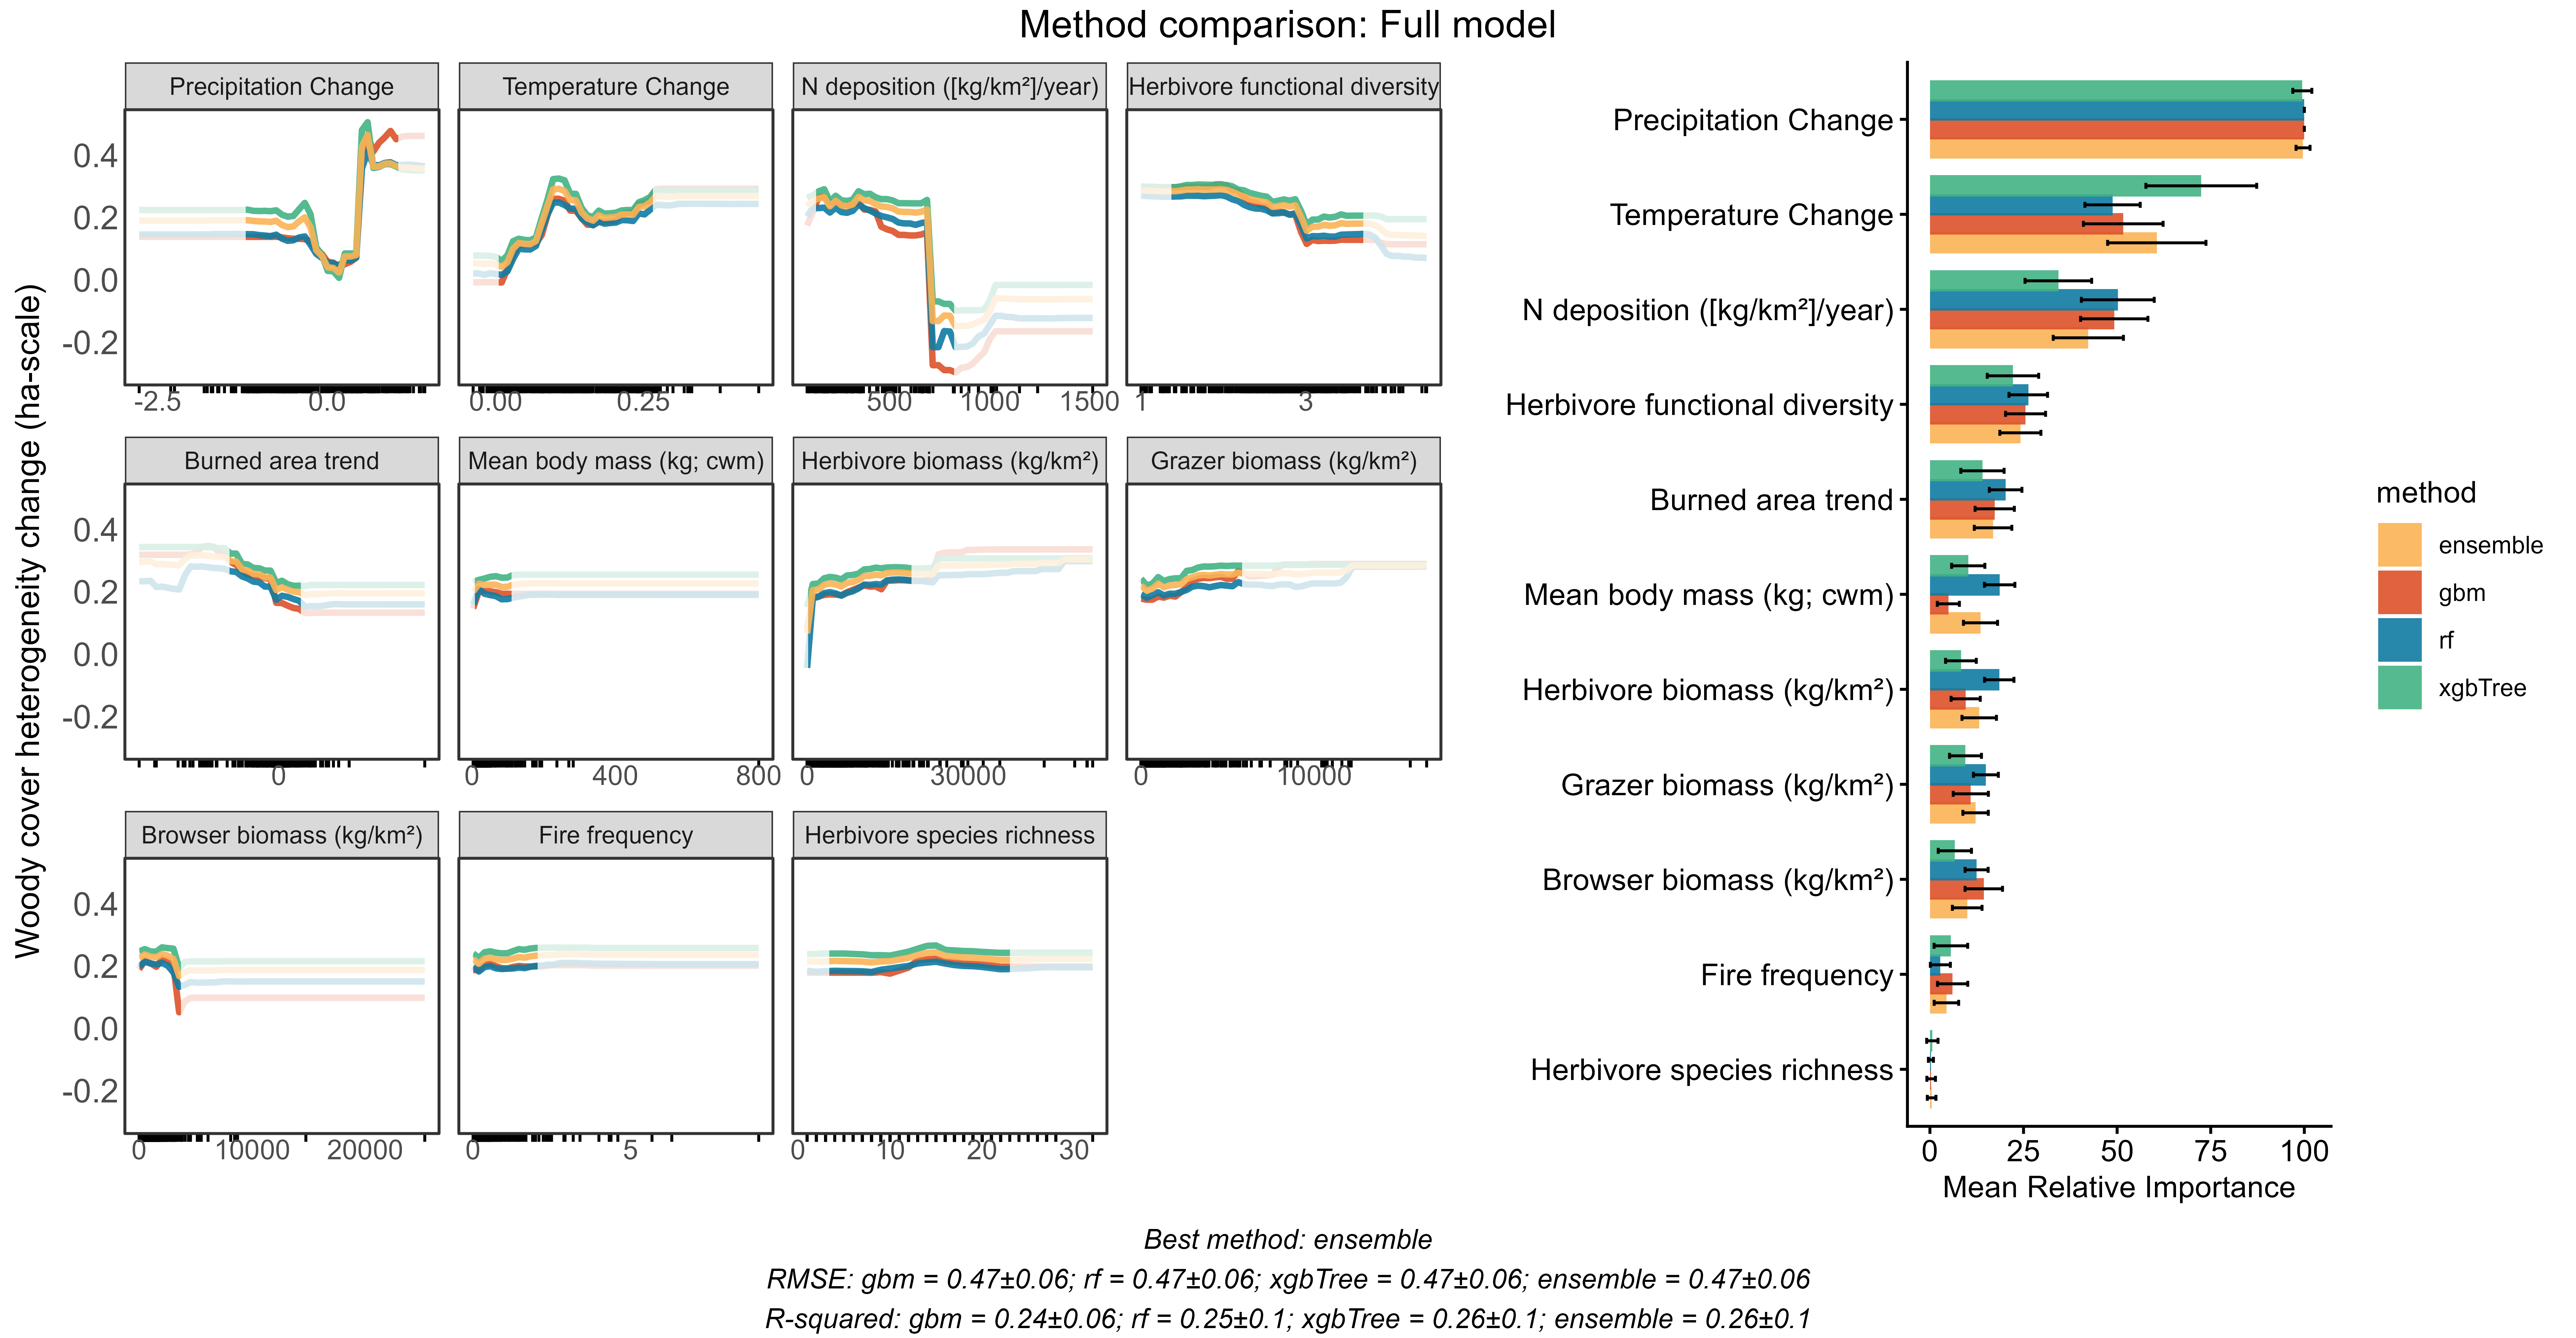 Method comparison: Full model
Woody cover heterogeneity change (ha-scale)
Precipitation Change
Temperature Change
N deposition ([kg/km²]/year)
Herbivore functional diversity
0.4
0.2
0.0
-0.2
-2.5 0.0
0.00 0.25
500 1000 1500
1 3
Burned area trend
Mean body mass (kg; cwm)
Herbivore biomass (kg/km²)
Grazer biomass (kg/km²)
0.4
0.2
0.0
-0.2
0
0 400 800
0 30000
0 10000
Browser biomass (kg/km²)
Fire frequency
Herbivore species richness
0.4
0.2
0.0
-0.2
0 10000 20000
0 5
0 10 20 30
Precipitation Change
Temperature Change
N deposition ([kg/km²]/year)
Herbivore functional diversity
Burned area trend
Mean body mass (kg; cwm)
Herbivore biomass (kg/km²)
Grazer biomass (kg/km²)
Browser biomass (kg/km²)
Fire frequency
Herbivore species richness
0 25 50 75 100
Mean Relative Importance
method
ensemble
gbm
rf
xgbTree
Best method: ensemble
RMSE: gbm = 0.47±0.06; rf = 0.47±0.06; xgbTree = 0.47±0.06; ensemble = 0.47±0.06
R-squared: gbm = 0.24±0.06; rf = 0.25±0.1; xgbTree = 0.26±0.1; ensemble = 0.26±0.1